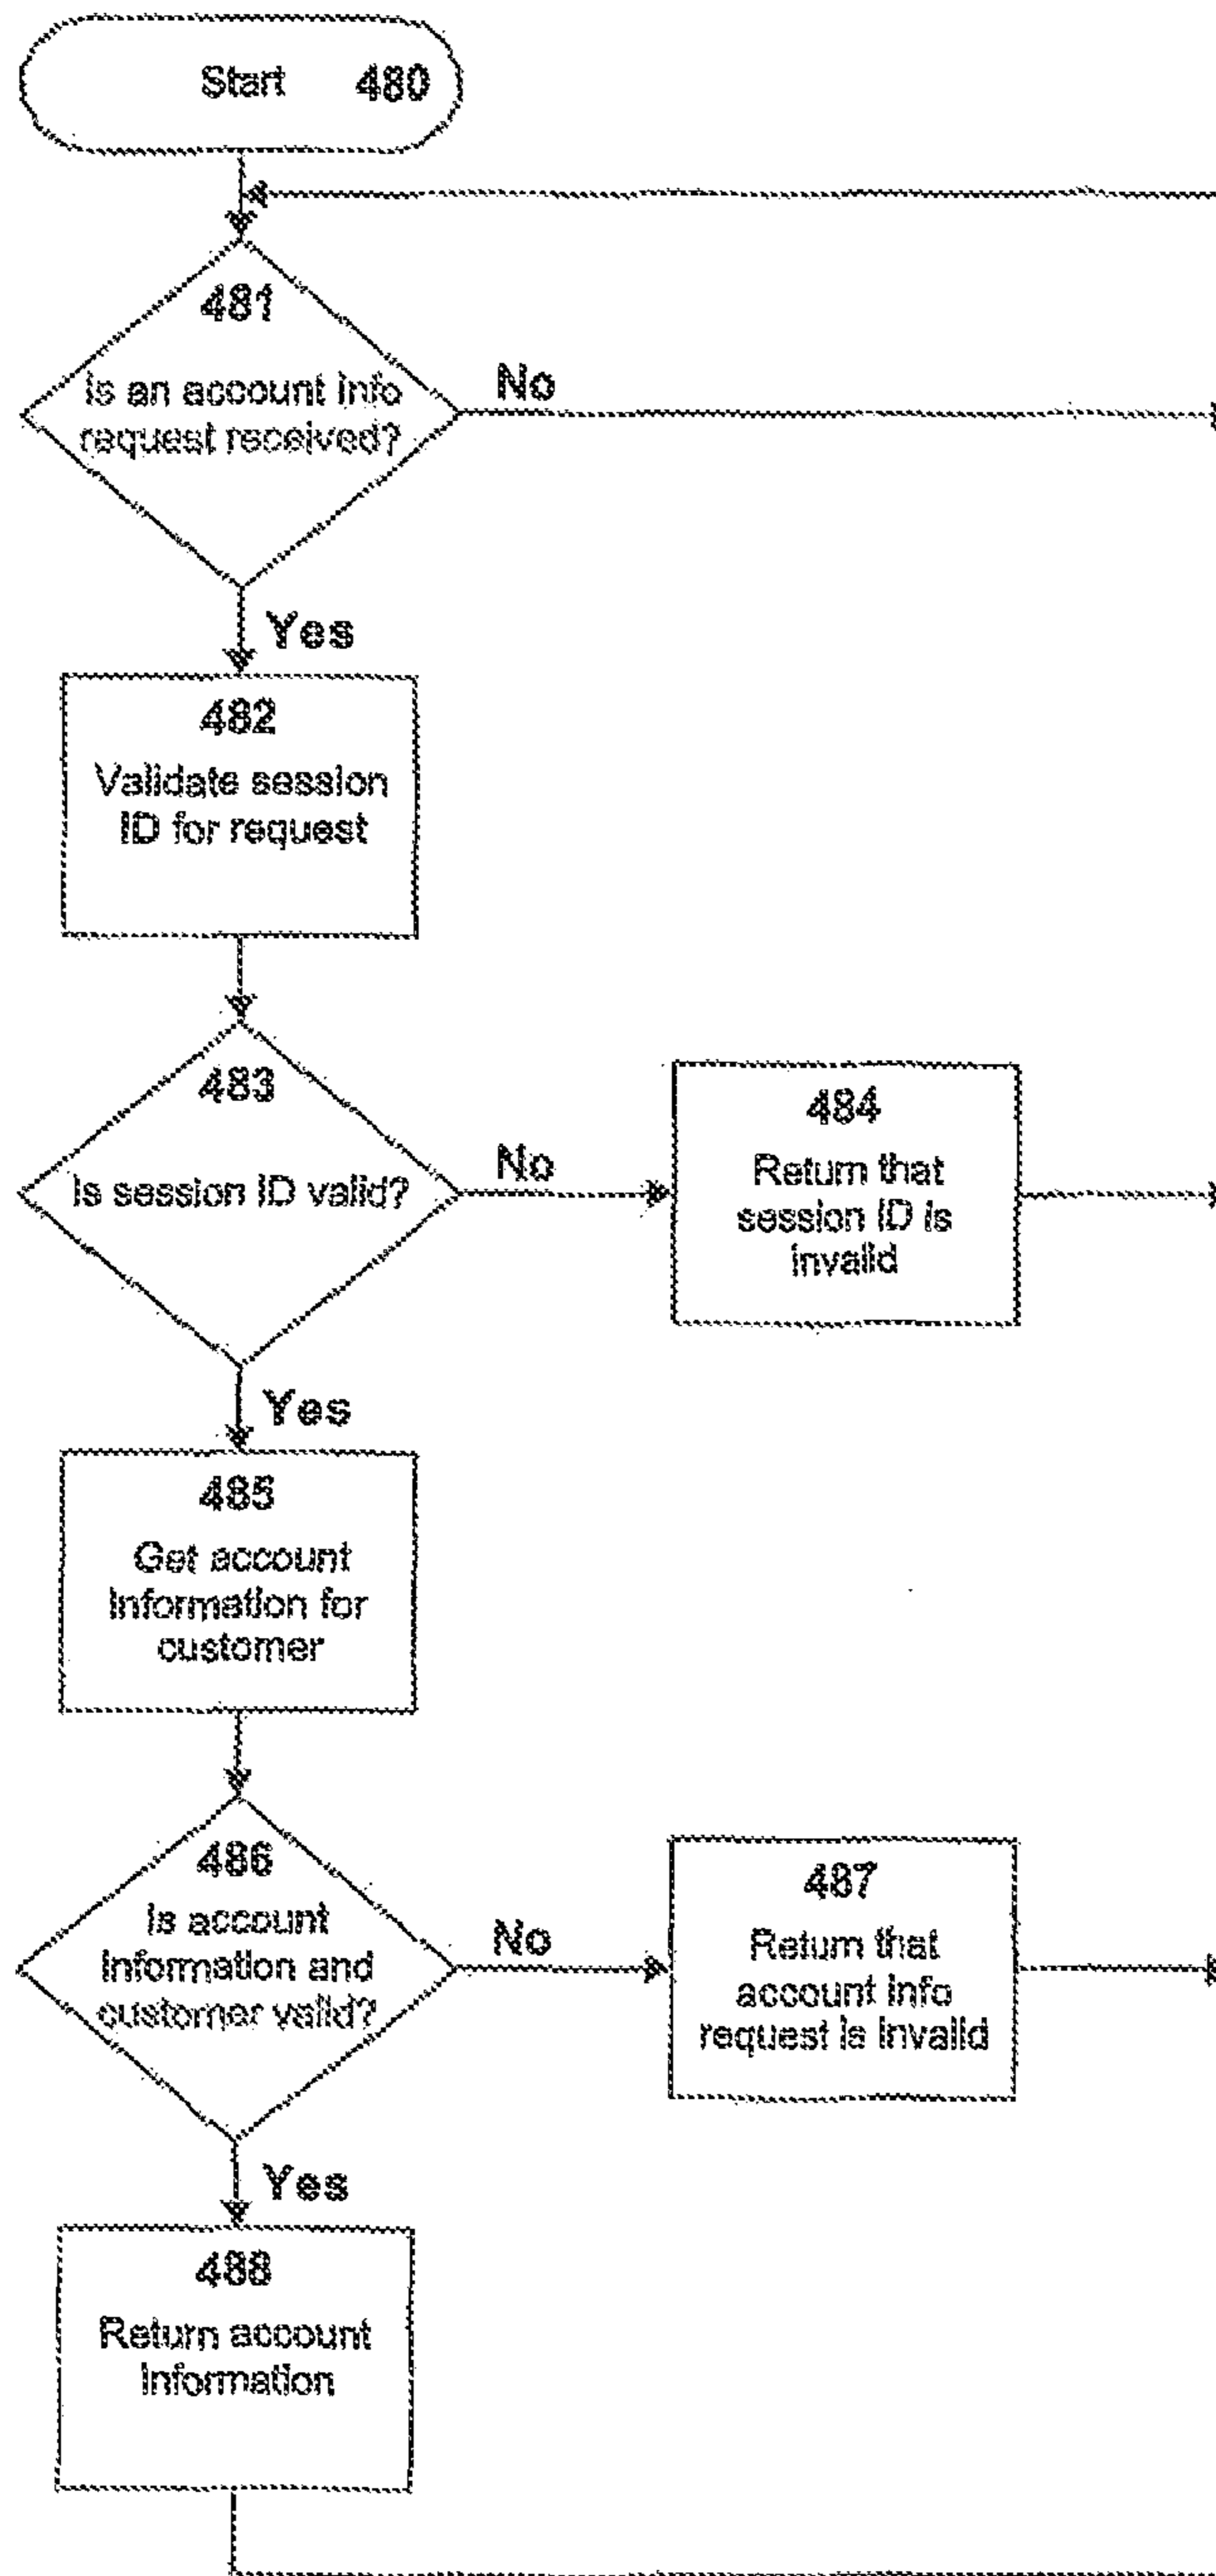 Start 480
481
Is an account info
request received?
No
Yes
482
Validate session
ID for request
483
Is session ID valid?
No
484
Return that
session ID is
invalid
Yes
485
Get account
information for
customer
486
Is account
information and
customer valid?
No
487
Return that
account info
request is invalid
Yes
488
Return account
information